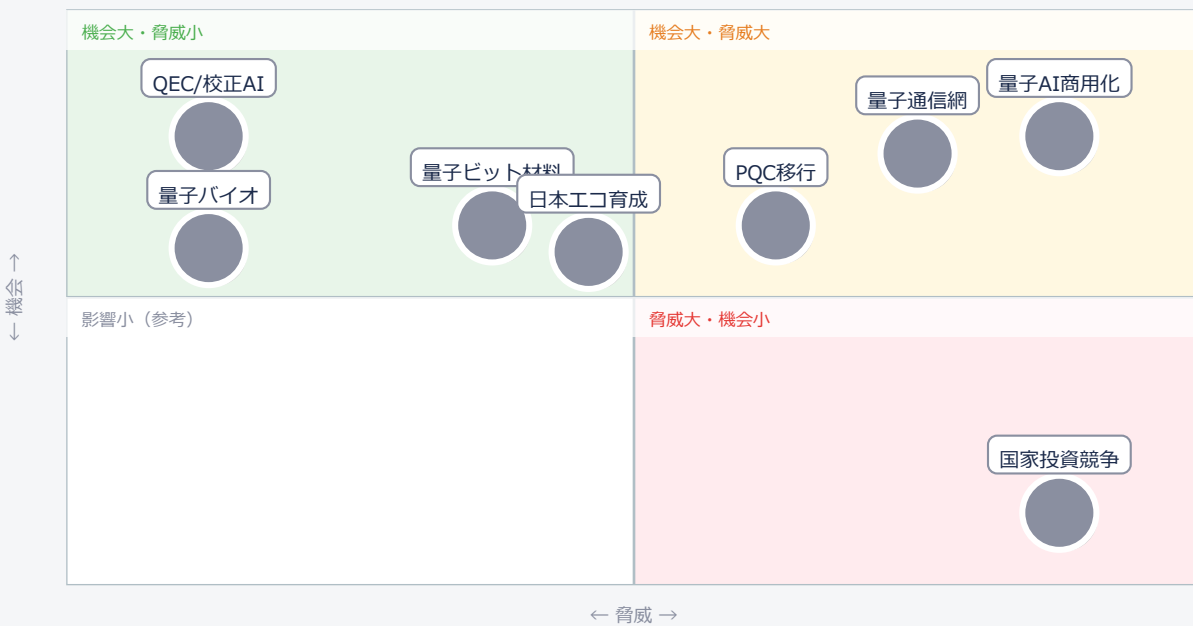 機会大・脅威小
機会大・脅威大
QEC/校正AI
量子通信網
量子AI商用化
量子バイオ
量子ビット材料
日本エコ育成
PQC移行
← 機会 →
影響小（参考）
脅威大・機会小
国家投資競争
← 脅威 →